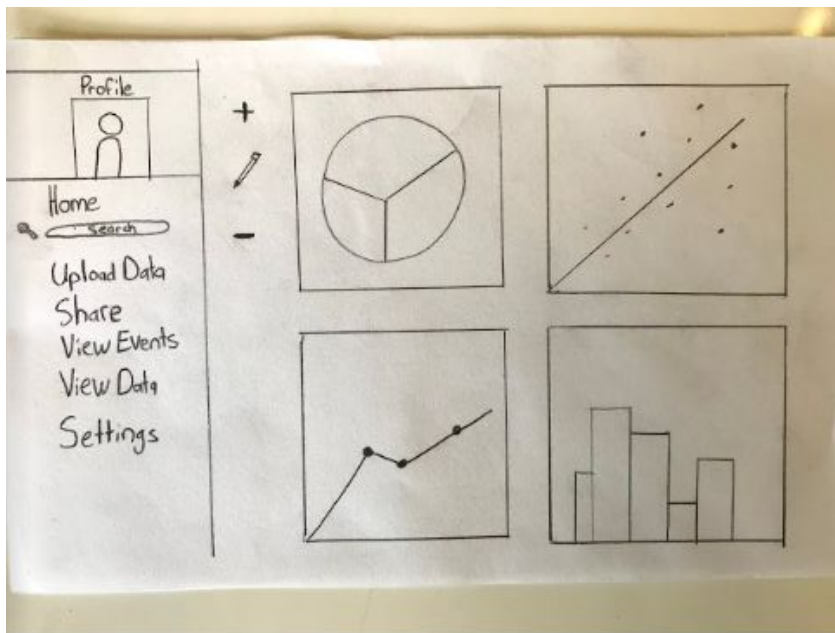 Profile
Home
Search
Upload Data
Share
View Events
View Data
Settings